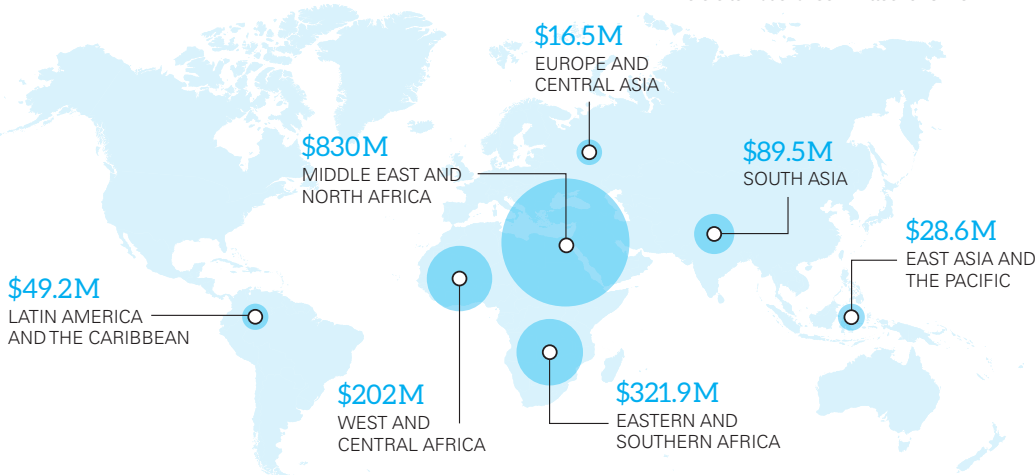 $16.5M
EUROPE AND
CENTRAL ASIA
$830M
MIDDLE EAST AND
NORTH AFRICA
$89.5M
SOUTH ASIA
$28.6M
EAST ASIA AND
THE PACIFIC
$49.2M
LATIN AMERICA
AND THE CARIBBEAN
$202M
WEST AND
CENTRAL AFRICA
$321.9M
EASTERN AND
SOUTHERN AFRICA